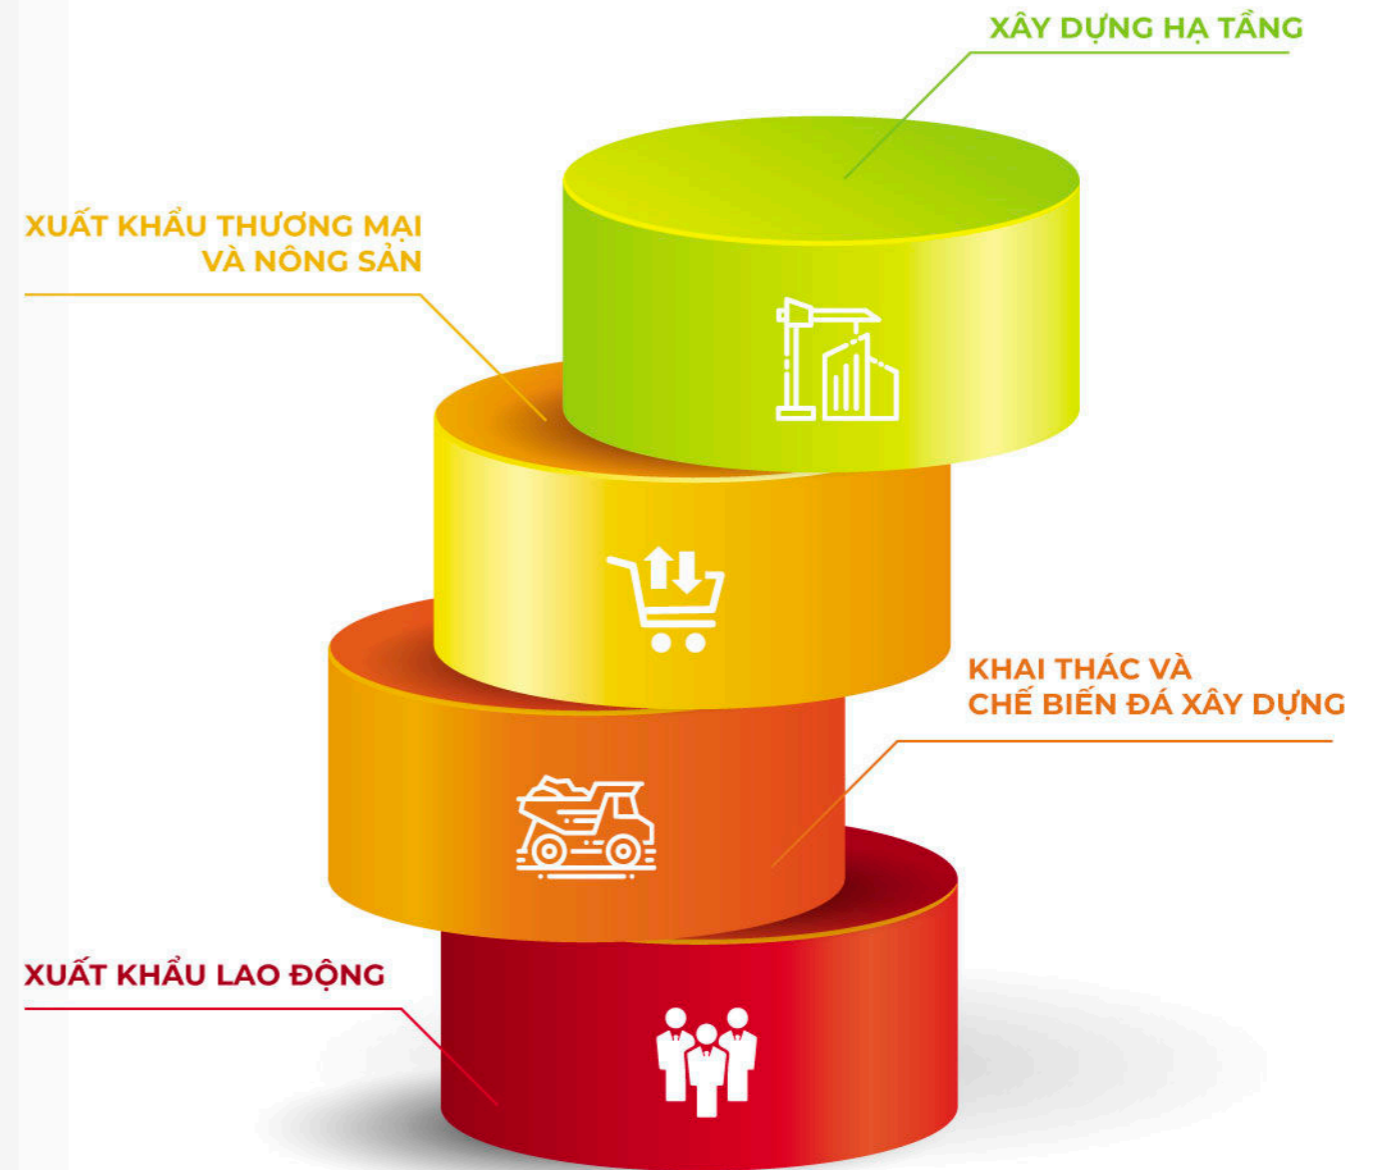 XÂY DỰNG HẠ TẦNG
XUẤT KHẨU THƯƠNG MẠI
VÀ NÔNG SẢN
KHAI THÁC VÀ
CHẾ BIẾN ĐÁ XÂY DỰNG
XUẤT KHẨU LAO ĐỘNG